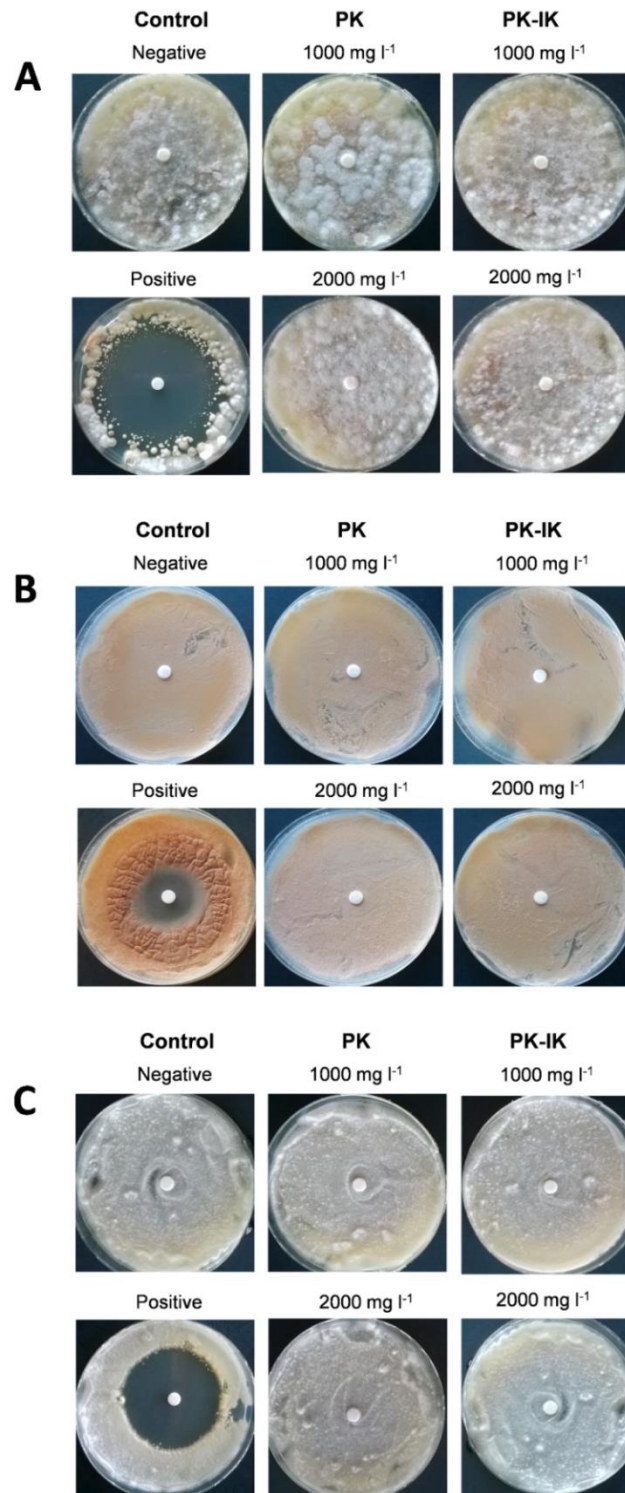 Control PK PK-IK
Negative 1000 mg l-1 1000 mg l-1
A
Positive 2000 mg l-1 2000 mg l-1
Control PK PK-IK
Negative 1000 mg l-1 1000 mg l-1
B
Positive 2000 mg l-1 2000 mg l-1
Control PK PK-IK
Negative 1000 mg l-1 1000 mg l-1
C
Positive 2000 mg l-1 2000 mg l-1